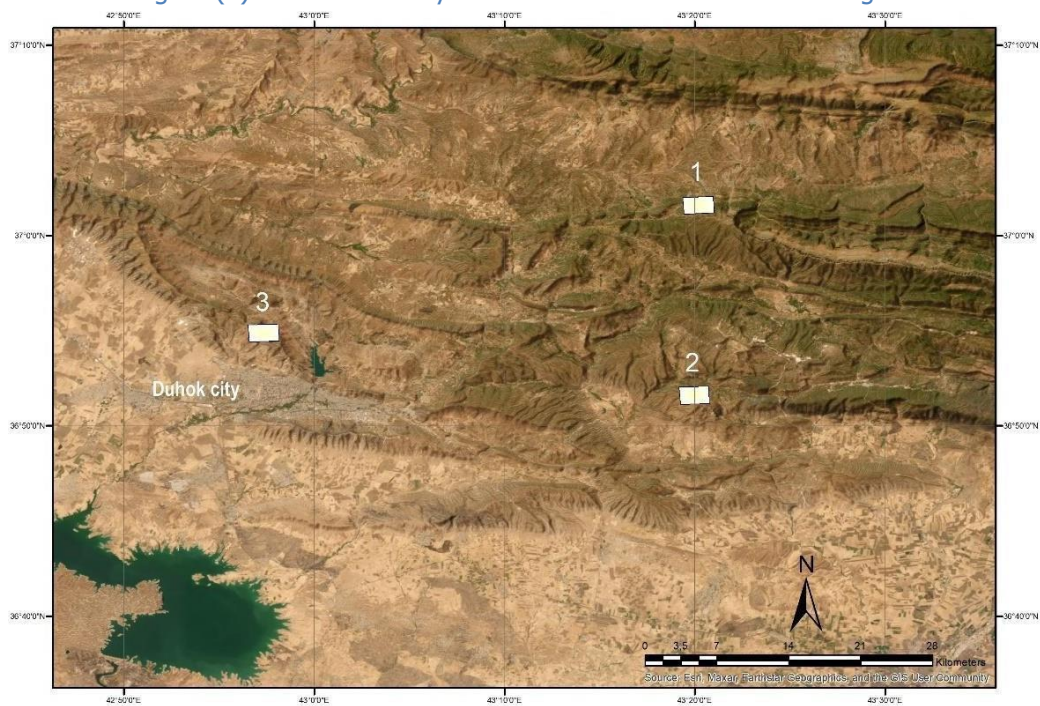 42°50'0"E 43°0'0"E 43°10'0"E 43°20'0"E 43°30'0"E
37°10'0"N 37°10'0"N
1
37°0'0"N 37°0'0"N
3
2
Duhok city
36°50'0"N 36°50'0"N
N
36°40'0"N 36°40'0"N
0 3,5 7 14 21 28
Kilometers
Source: Esri, Maxar, Earthstar Geographics, and the GIS User Community
42°50'0"E 43°0'0"E 43°10'0"E 43°20'0"E 43°30'0"E